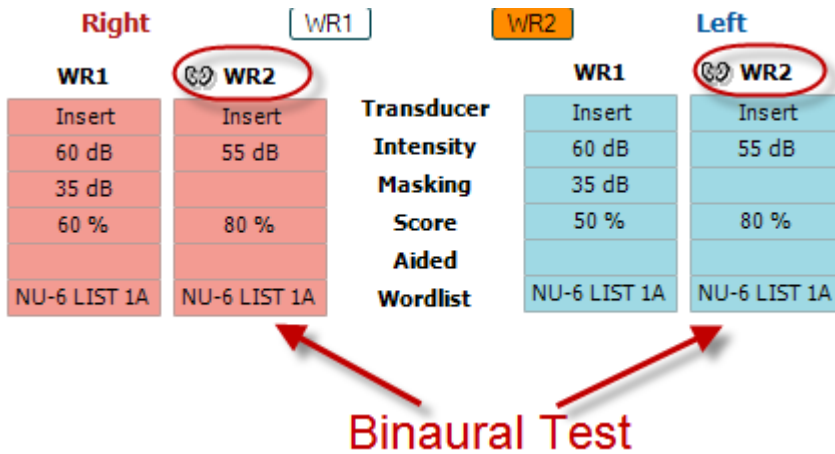 Right WR1 WR2 Left
WR1 WR2 WR1 WR2
Insert Insert Transducer Insert Insert
60 dB 55 dB Intensity 60 dB 55 dB
35 dB Masking 35 dB
60 % 80 % Score 50 % 80 %
Aided
NU-6 LIST 1A NU-6 LIST 1A Wordlist NU-6 LIST 1A NU-6 LIST 1A
Binaural Test